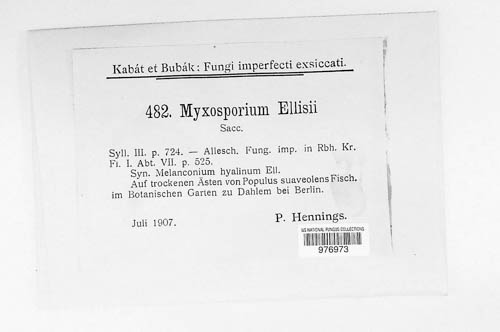 Kabát et Bubák: Fungi imperfecti exsiccati.
482. Myxosporium Ellisii
Sacc.
Syll. III. p. 724. — Allesch. Fung. imp. in Rbh. Kr.
Fl. I. Abt. VII. p. 525.
Syn. Melanconium hyalinum Ell.
Auf trockenen Ästen von Populus suaveolens Fisch.
im Botanischen Garten zu Dahlem bei Berlin.
Juli 1907.
P. Hennings.
US NATIONAL FUNGUS COLLECTIONS
976973